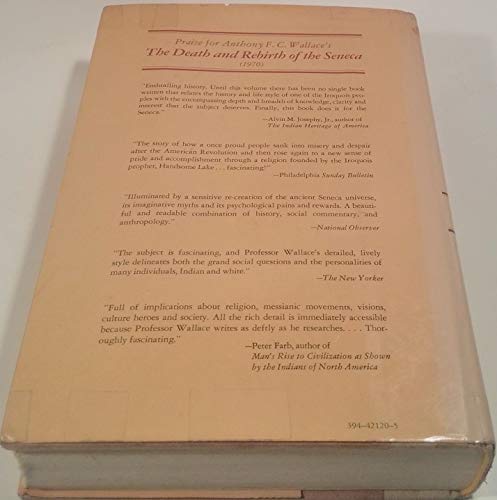 Praise for Anthony F. C. Wallace's
The Death and Rebirth of the Seneca
(1970)
"Enthralling history. Until this volume there has been no single book
written that relates the history and life style of one of the Iroquois peo-
ples with the encompassing depth and breadth of knowledge, clarity and
interest that the subject deserves. Finally, this book does it for the
Seneca."
—Alvin M. Josephy, Jr., author of
The Indian Heritage of America
"The story of how a once proud people sank into misery and despair
after the American Revolution and then rose again to a new sense of
pride and accomplishment through a religion founded by the Iroquois
prophet, Handsome Lake . . . fascinating!"
—Philadelphia Sunday Bulletin
"Illuminated by a sensitive re-creation of the ancient Seneca universe,
its imaginative myths and its psychological pains and rewards. A beauti-
ful and readable combination of history, social commentary, and
anthropology."
—National Observer
"The subject is fascinating, and Professor Wallace's detailed, lively
style delineates both the grand social questions and the personalities of
many individuals, Indian and white."
—The New Yorker
"Full of implications about religion, messianic movements, visions,
culture heroes and society. All the rich detail is immediately accessible
because Professor Wallace writes as deftly as he researches. . . . Thor-
oughly fascinating."
—Peter Farb, author of
Man's Rise to Civilization as Shown
by the Indians of North America
394-42120-5